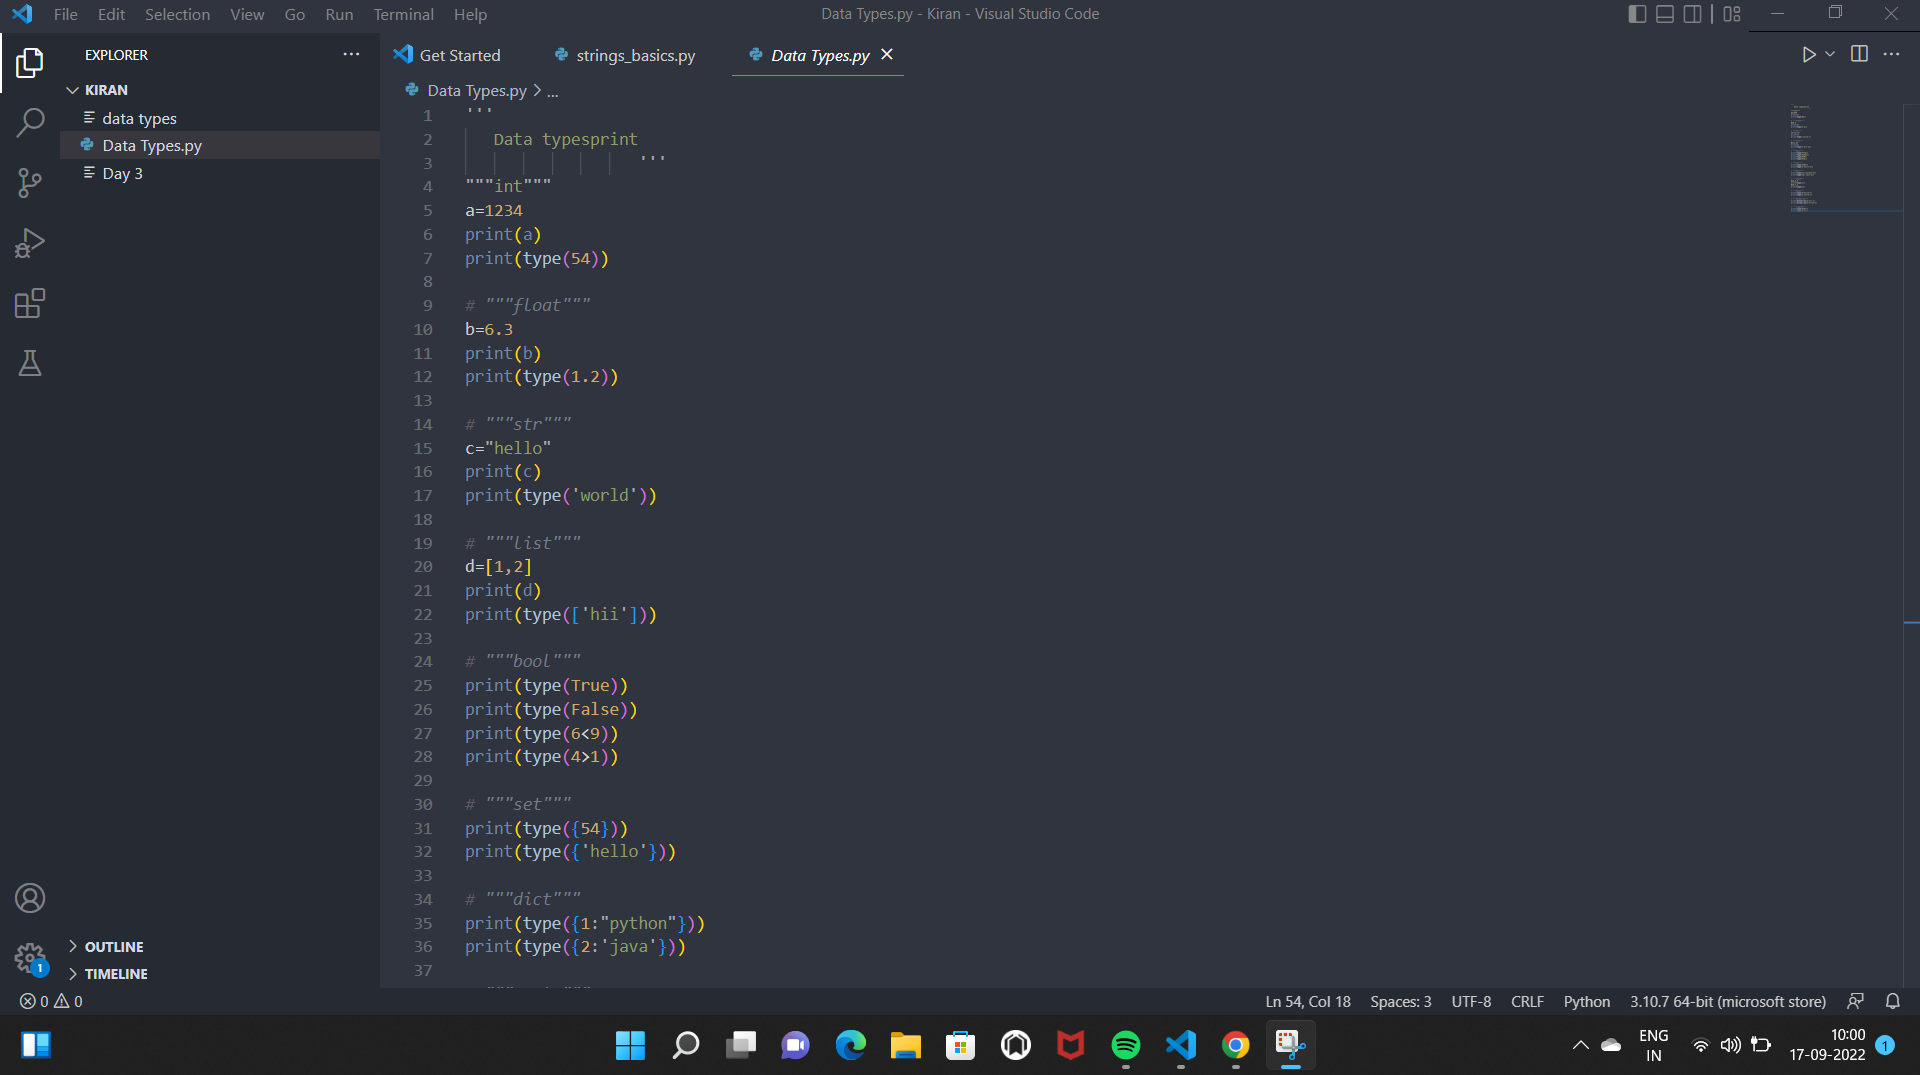 File Edit Selection View Go Run Terminal Help
Data Types.py - Kiran - Visual Studio Code
EXPLORER
KIRAN
data types
Data Types.py
Day 3
OUTLINE
TIMELINE
Get Started
strings_basics.py
Data Types.py
Data Types.py > ...
1 '''
2 Data typesprint
3 '''
4 """int"""
5 a=1234
6 print(a)
7 print(type(54))
8
9 # """float"""
10 b=6.3
11 print(b)
12 print(type(1.2))
13
14 # """str"""
15 c="hello"
16 print(c)
17 print(type('world'))
18
19 # """list"""
20 d=[1,2]
21 print(d)
22 print(type(['hii']))
23
24 # """bool"""
25 print(type(True))
26 print(type(False))
27 print(type(6<9))
28 print(type(4>1))
29
30 # """set"""
31 print(type({54}))
32 print(type({'hello'}))
33
34 # """dict"""
35 print(type({1:"python"}))
36 print(type({2:'java'}))
37
1
0 0
Ln 54, Col 18 Spaces: 3 UTF-8 CRLF Python 3.10.7 64-bit (microsoft store)
ENG
IN
10:00
17-09-2022
1